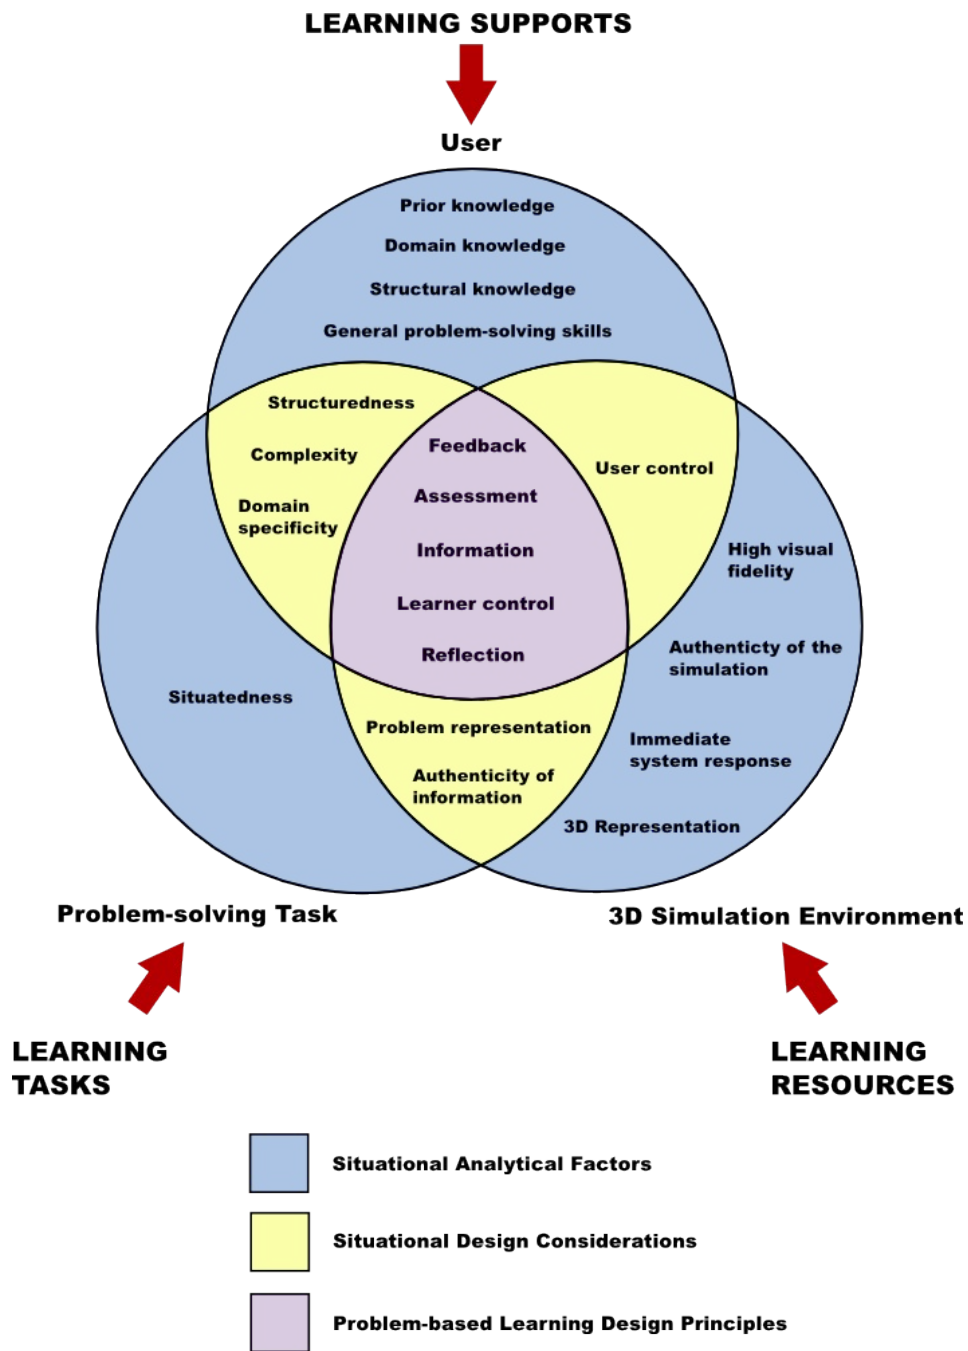 LEARNING SUPPORTS
User
Prior knowledge
Domain knowledge
Structural knowledge
General problem-solving skills
Structuredness
Complexity
Domain
specificity
Feedback
Assessment
Information
Learner control
Reflection
User control
High visual
fidelity
Authenticty of the
simulation
Immediate
system response
3D Representation
Situatedness
Problem representation
Authenticity of
information
Problem-solving Task
3D Simulation Environment
LEARNING
TASKS
LEARNING
RESOURCES
Situational Analytical Factors
Situational Design Considerations
Problem-based Learning Design Principles